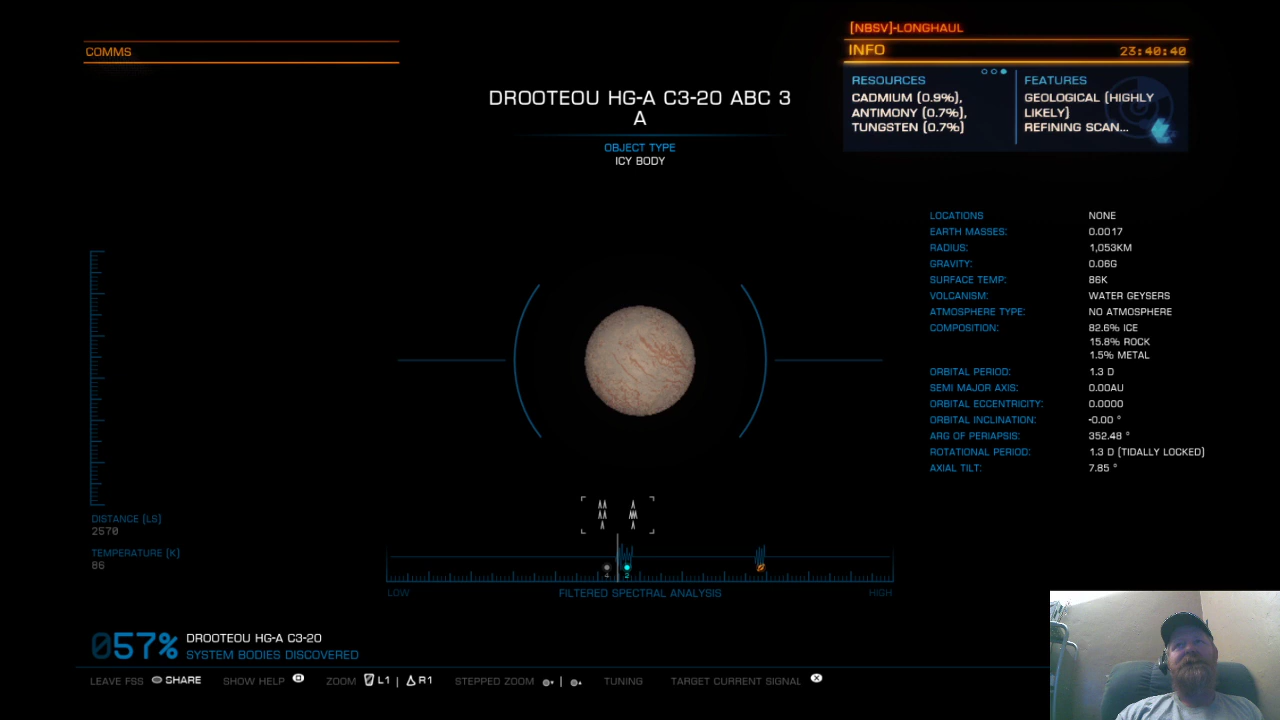 [NBSV]-LONGHAUL
COMMS
INFO 23:40:40
RESOURCES
CADMIUM (0.9%),
ANTIMONY (0.7%),
TUNGSTEN (0.7%)
FEATURES
GEOLOGICAL (HIGHLY
LIKELY)
REFINING SCAN...
DROOTEOU HG-A C3-20 ABC 3
A
OBJECT TYPE
ICY BODY
LOCATIONS NONE
EARTH MASSES: 0.0017
RADIUS: 1,053KM
GRAVITY: 0.06G
SURFACE TEMP: 86K
VOLCANISM: WATER GEYSERS
ATMOSPHERE TYPE: NO ATMOSPHERE
COMPOSITION: 82.6% ICE
15.8% ROCK
1.5% METAL
ORBITAL PERIOD: 1.3 D
SEMI MAJOR AXIS: 0.00AU
ORBITAL ECCENTRICITY: 0.0000
ORBITAL INCLINATION: -0.00 °
ARG OF PERIAPSIS: 352.48 °
ROTATIONAL PERIOD: 1.3 D (TIDALLY LOCKED)
AXIAL TILT: 7.85 °
DISTANCE (LS)
2570
TEMPERATURE (K)
86
4 2
LOW FILTERED SPECTRAL ANALYSIS HIGH
057% DROOTEOU HG-A C3-20
SYSTEM BODIES DISCOVERED
LEAVE FSS SHARE SHOW HELP ZOOM L1 | R1 STEPPED ZOOM | TUNING TARGET CURRENT SIGNAL